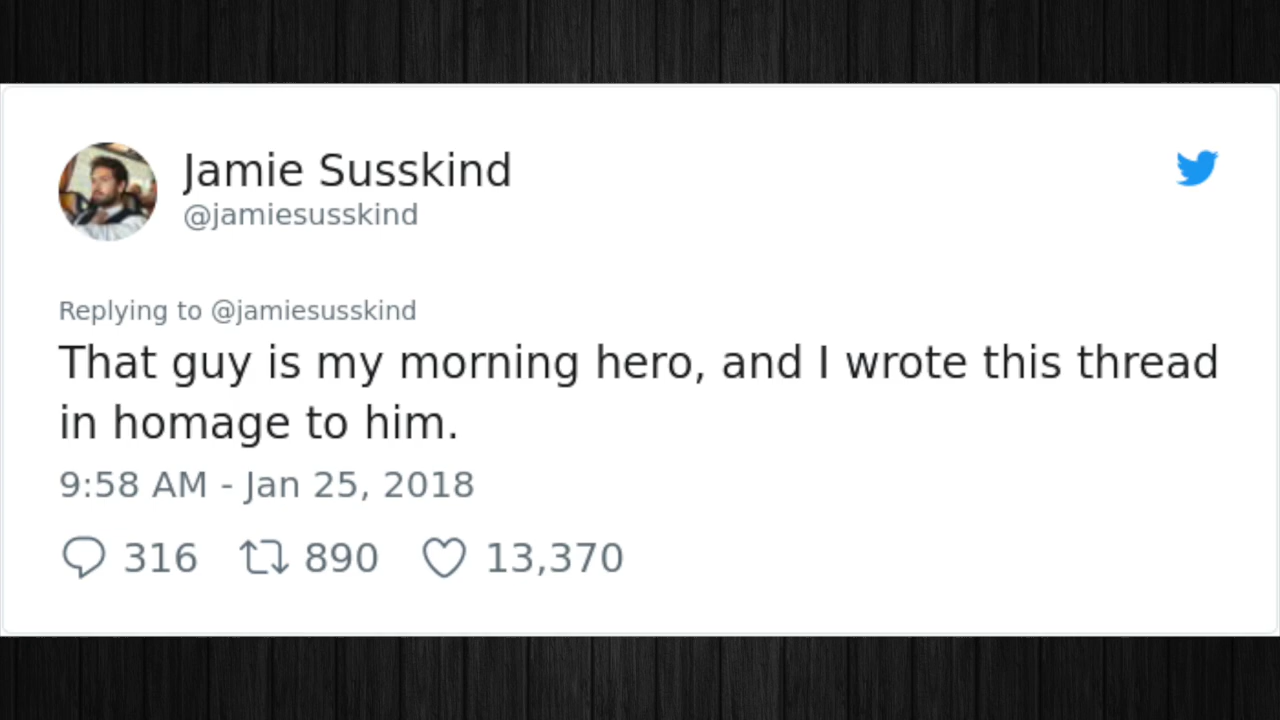 Jamie Susskind
@jamiesusskind
Replying to @jamiesusskind
That guy is my morning hero, and I wrote this thread
in homage to him.
9:58 AM - Jan 25, 2018
316 890 13,370